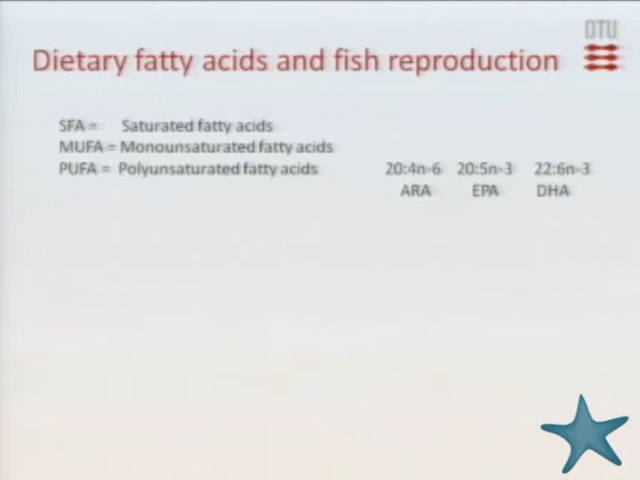 DTU
Dietary fatty acids and fish reproduction
SFA = Saturated fatty acids
MUFA = Monounsaturated fatty acids
PUFA = Polyunsaturated fatty acids 20:4n-6 20:5n-3 22:6n-3
ARA EPA DHA